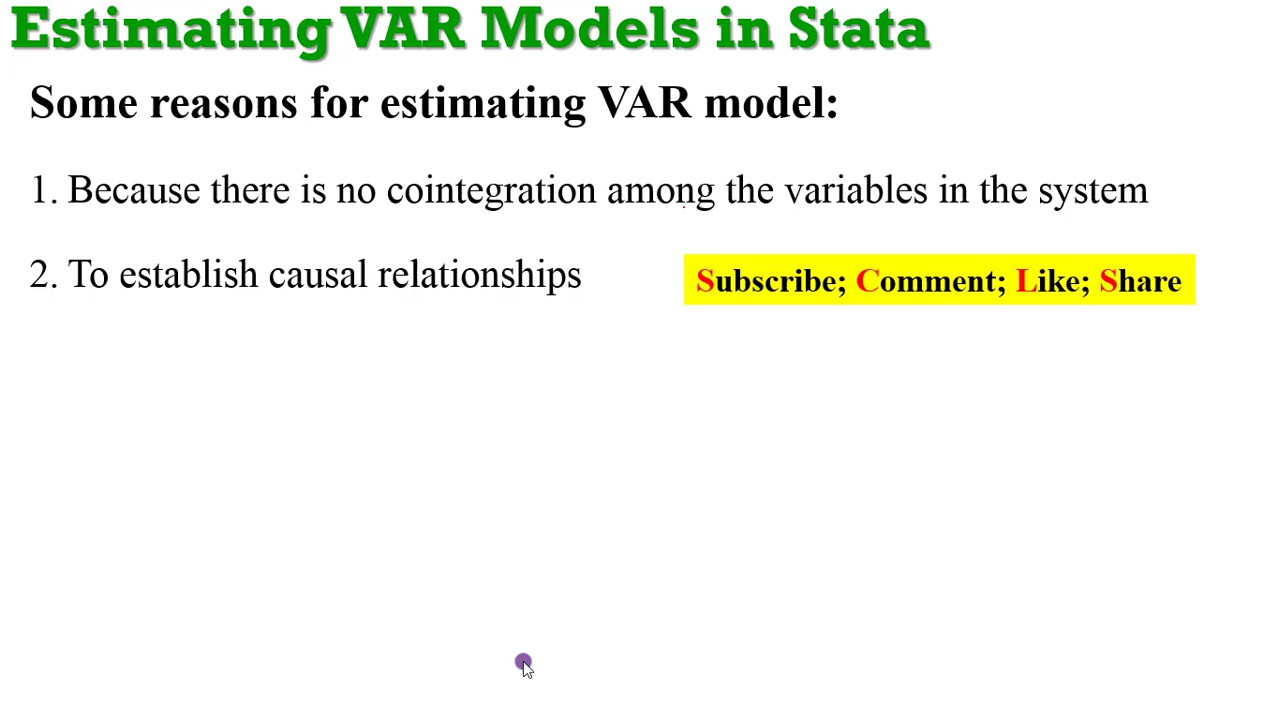 Estimating VAR Models in Stata
Some reasons for estimating VAR model:
1. Because there is no cointegration among the variables in the system
2. To establish causal relationships
Subscribe; Comment; Like; Share